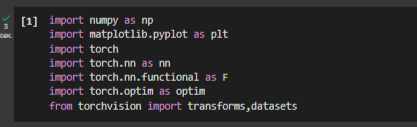 [1] import numpy as np
import matplotlib.pyplot as plt
import torch
import torch.nn as nn
import torch.nn.functional as F
import torch.optim as optim
from torchvision import transforms,datasets
3
сек.